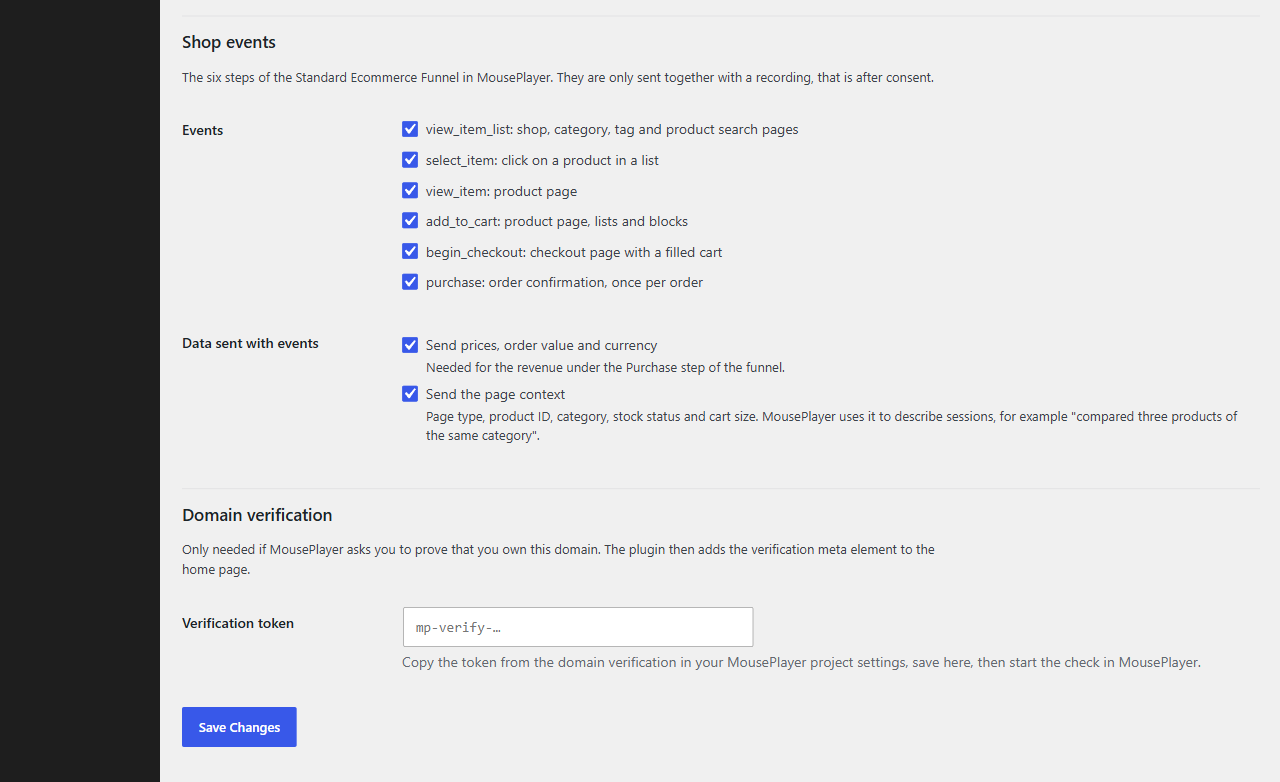 Shop events
The six steps of the Standard Ecommerce Funnel in MousePlayer. They are only sent together with a recording, that is after consent.
Events
view_item_list: shop, category, tag and product search pages
select_item: click on a product in a list
view_item: product page
add_to_cart: product page, lists and blocks
begin_checkout: checkout page with a filled cart
purchase: order confirmation, once per order
Data sent with events
Send prices, order value and currency
Needed for the revenue under the Purchase step of the funnel.
Send the page context
Page type, product ID, category, stock status and cart size. MousePlayer uses it to describe sessions, for example "compared three products of
the same category".
Domain verification
Only needed if MousePlayer asks you to prove that you own this domain. The plugin then adds the verification meta element to the
home page.
Verification token
mp-verify-…
Copy the token from the domain verification in your MousePlayer project settings, save here, then start the check in MousePlayer.
Save Changes